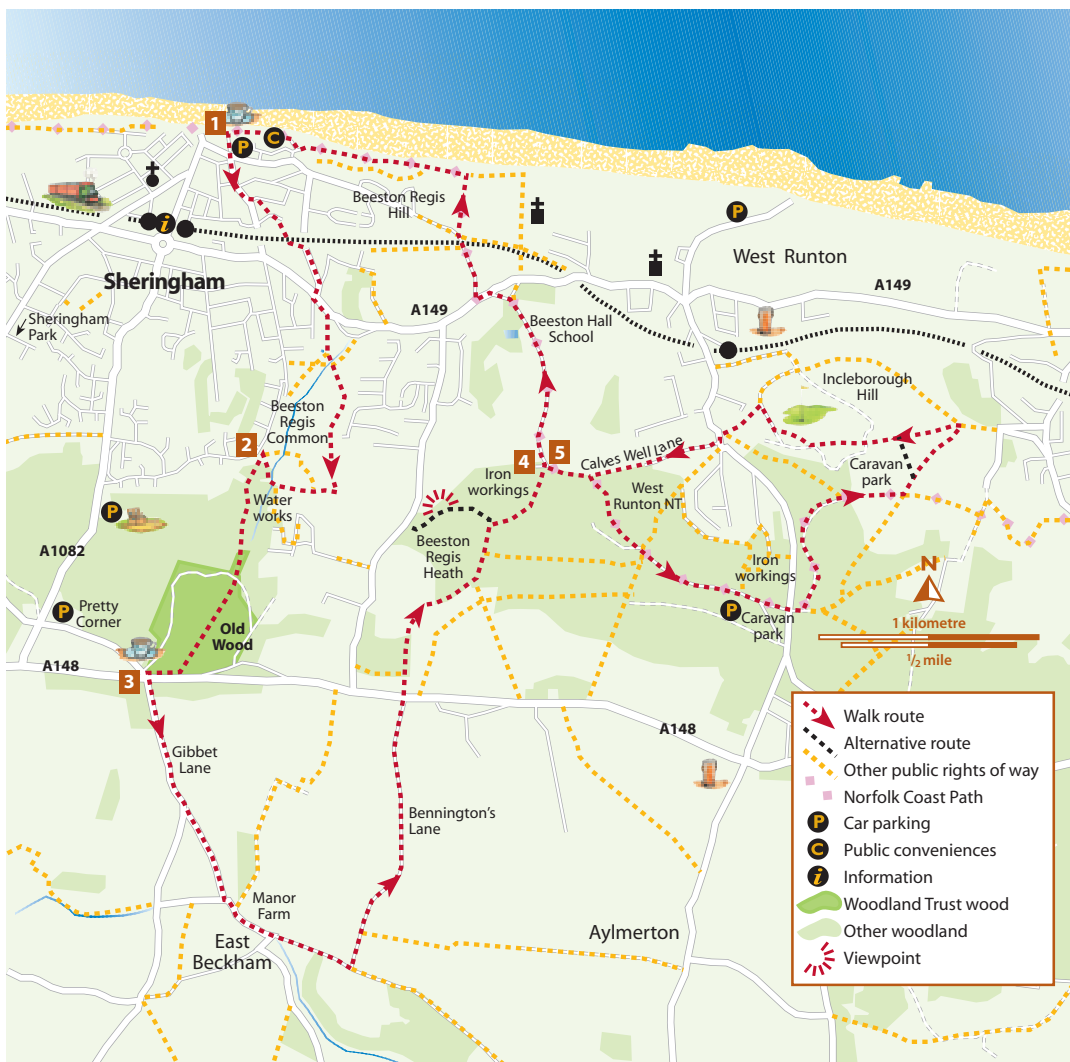 1
P
C
Beeston Regis
Hill
P
i
Sheringham
West Runton
A149
A149
Sheringham
Park
Beeston Hall
School
Incleborough
Hill
Beeston
Regis
Common
2
4
5
Calves Well Lane
Iron
workings
Caravan
park
Water
works
West
Runton NT
P
A1082
Beeston
Regis
Heath
Iron
workings
N
P
Pretty
Corner
P
Caravan
park
Old
Wood
1 kilometre
1/2 mile
A148
3
A148
Gibbet
Lane
Bennington's
Lane
Manor
Farm
East
Beckham
Aylmerton
Walk route
Alternative route
Other public rights of way
Norfolk Coast Path
P Car parking
C Public conveniences
i Information
Woodland Trust wood
Other woodland
Viewpoint